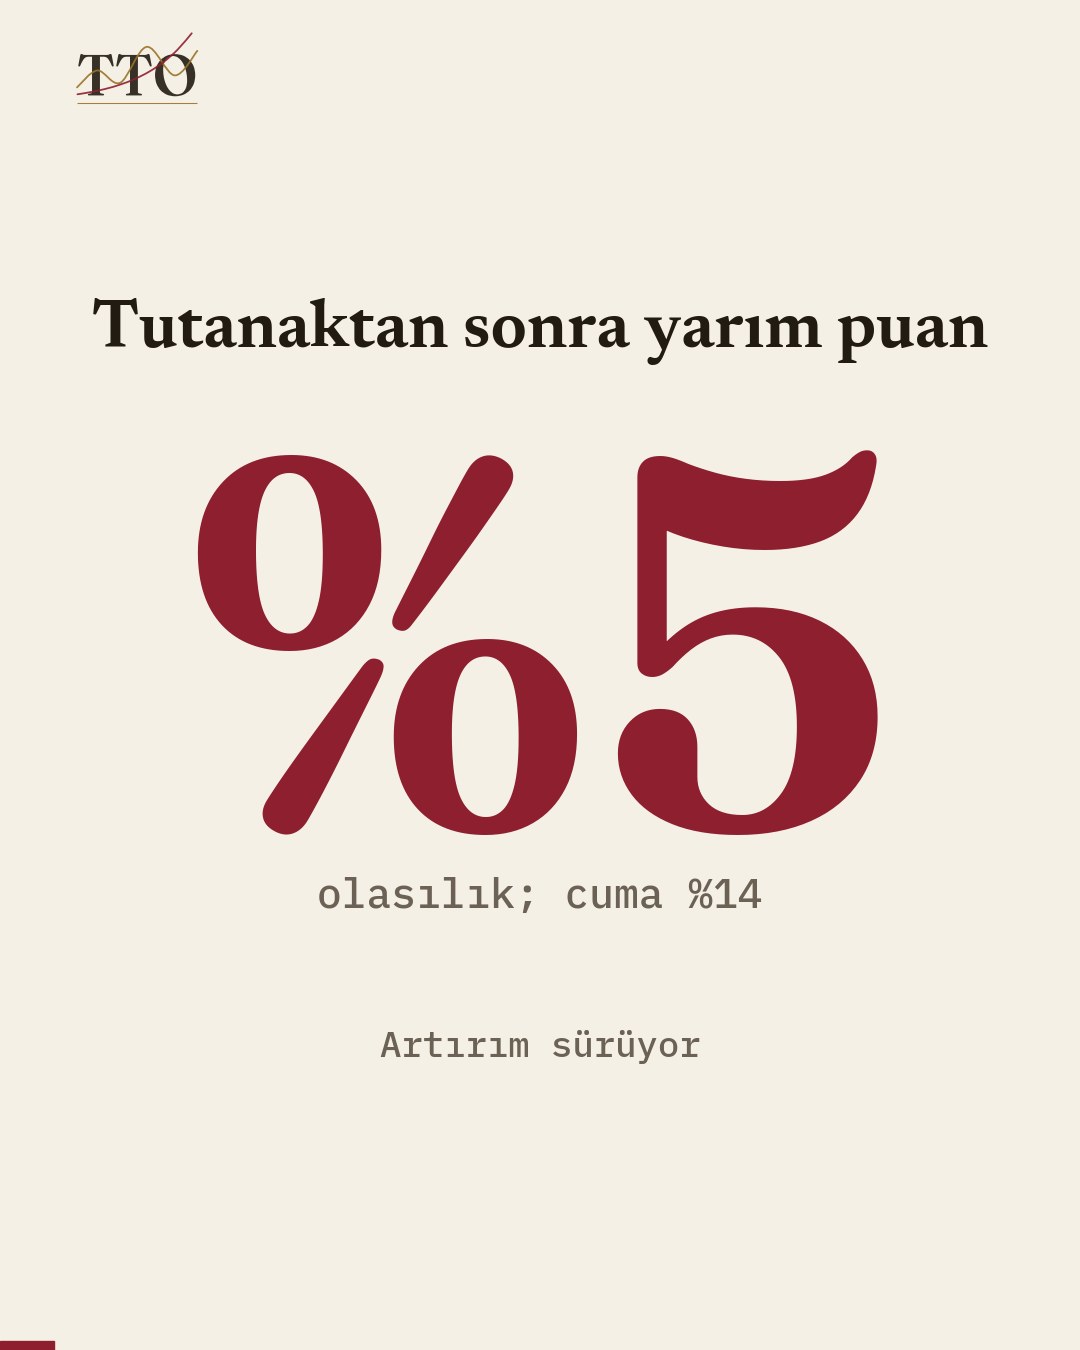 TTO
Tutanaktan sonra yarım puan
%5
olasılık; cuma %14
Artırım sürüyor